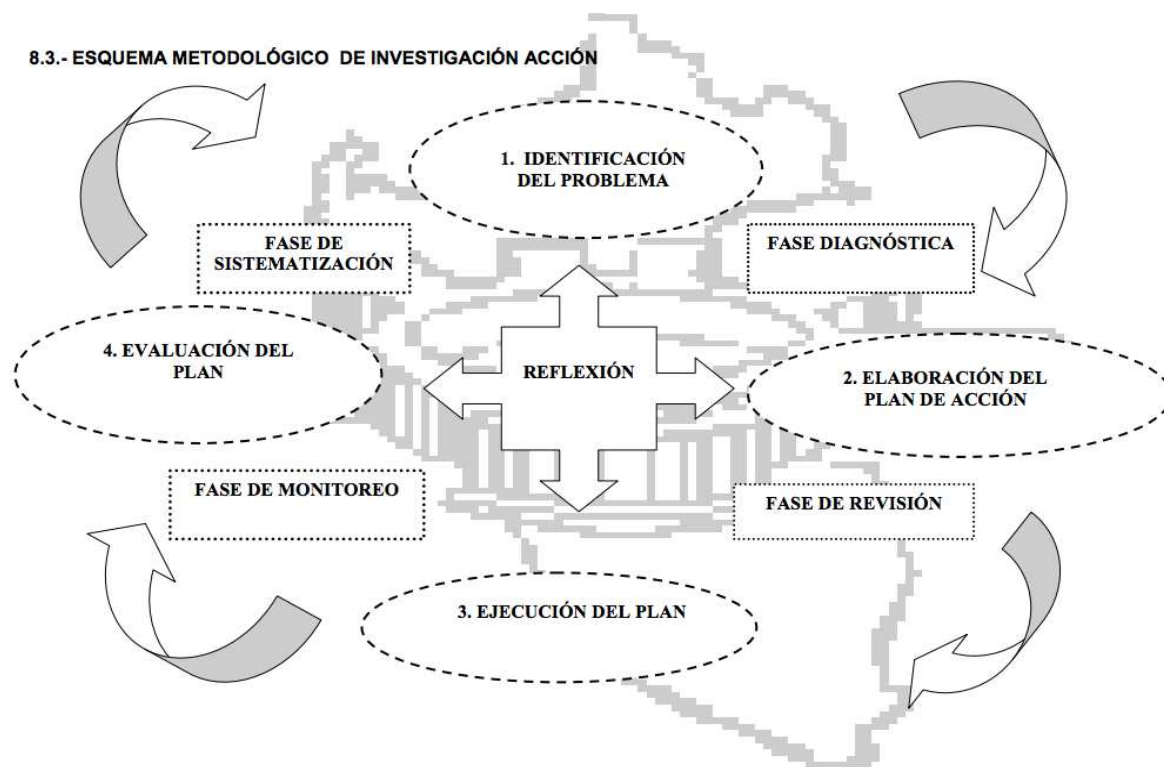 8.3.- ESQUEMA METODOLÓGICO DE INVESTIGACIÓN ACCIÓN
1. IDENTIFICACIÓN
DEL PROBLEMA
FASE DE
SISTEMATIZACIÓN
FASE DIAGNÓSTICA
4. EVALUACIÓN DEL
PLAN
REFLEXIÓN
2. ELABORACIÓN DEL
PLAN DE ACCIÓN
FASE DE MONITOREO
FASE DE REVISIÓN
3. EJECUCIÓN DEL PLAN